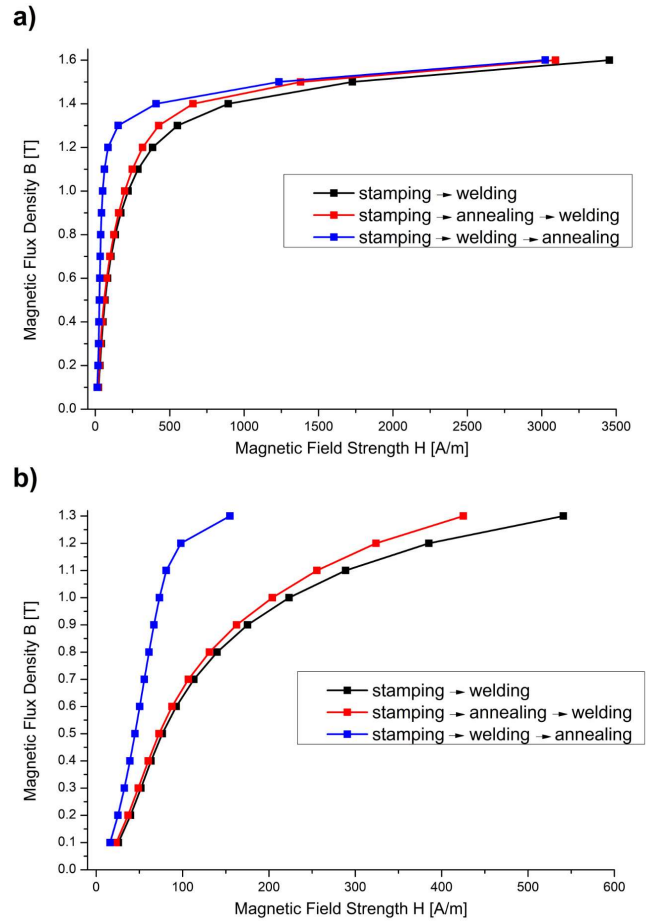 a)
1.6
1.4
1.2
1.0
0.8
0.6
0.4
0.2
0.0
Magnetic Flux Density B [T]
stamping → welding
stamping → annealing → welding
stamping → welding → annealing
0 500 1000 1500 2000 2500 3000 3500
Magnetic Field Strength H [A/m]
b)
1.3
1.2
1.1
1.0
0.9
0.8
0.7
0.6
0.5
0.4
0.3
0.2
0.1
0.0
Magnetic Flux Density B [T]
stamping → welding
stamping → annealing → welding
stamping → welding → annealing
0 100 200 300 400 500 600
Magnetic Field Strength H [A/m]